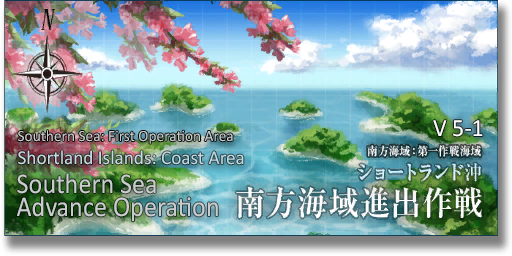 N
V 5-1
Southern Sea: First Operation Area
南方海域：第一作戦海域
Shortland Islands: Coast Area
ショートランド沖
Southern Sea
Advance Operation
南方海域進出作戦